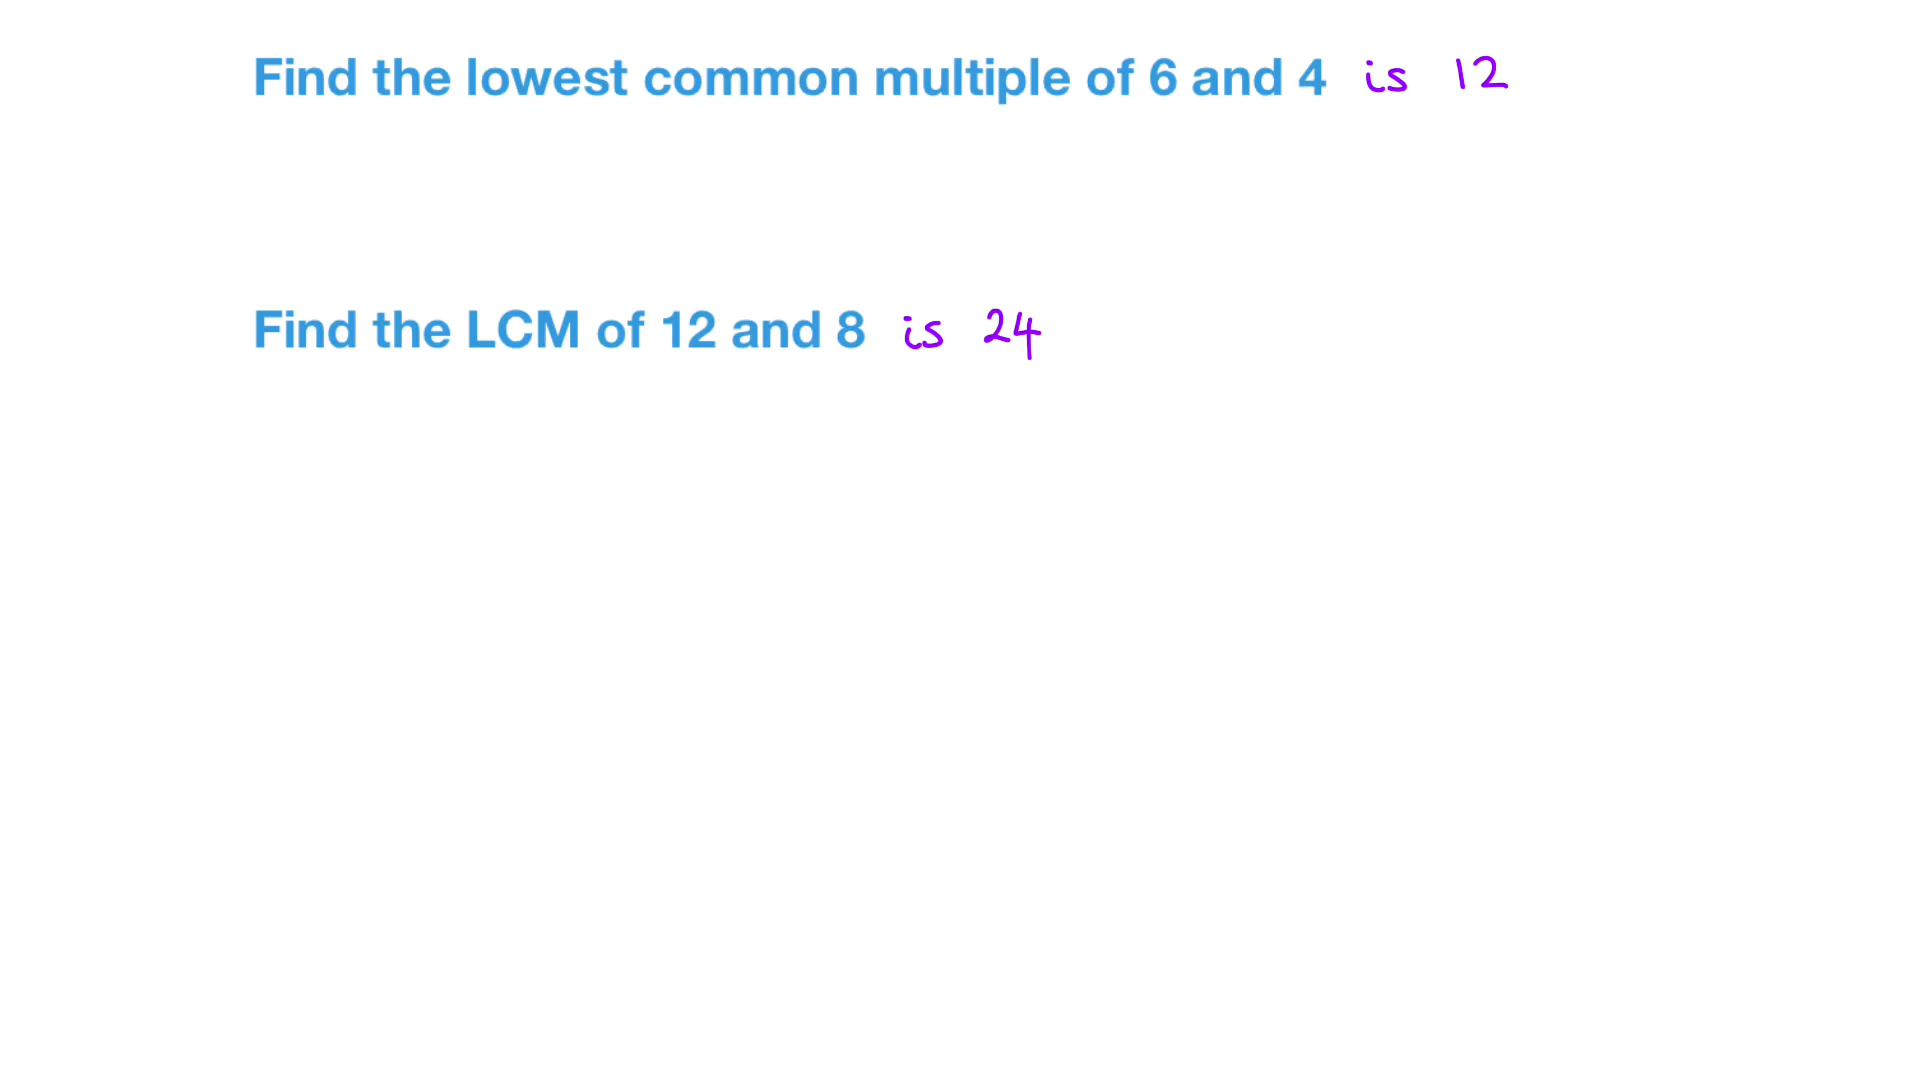 Find the lowest common multiple of 6 and 4 is 12
Find the LCM of 12 and 8 is 24